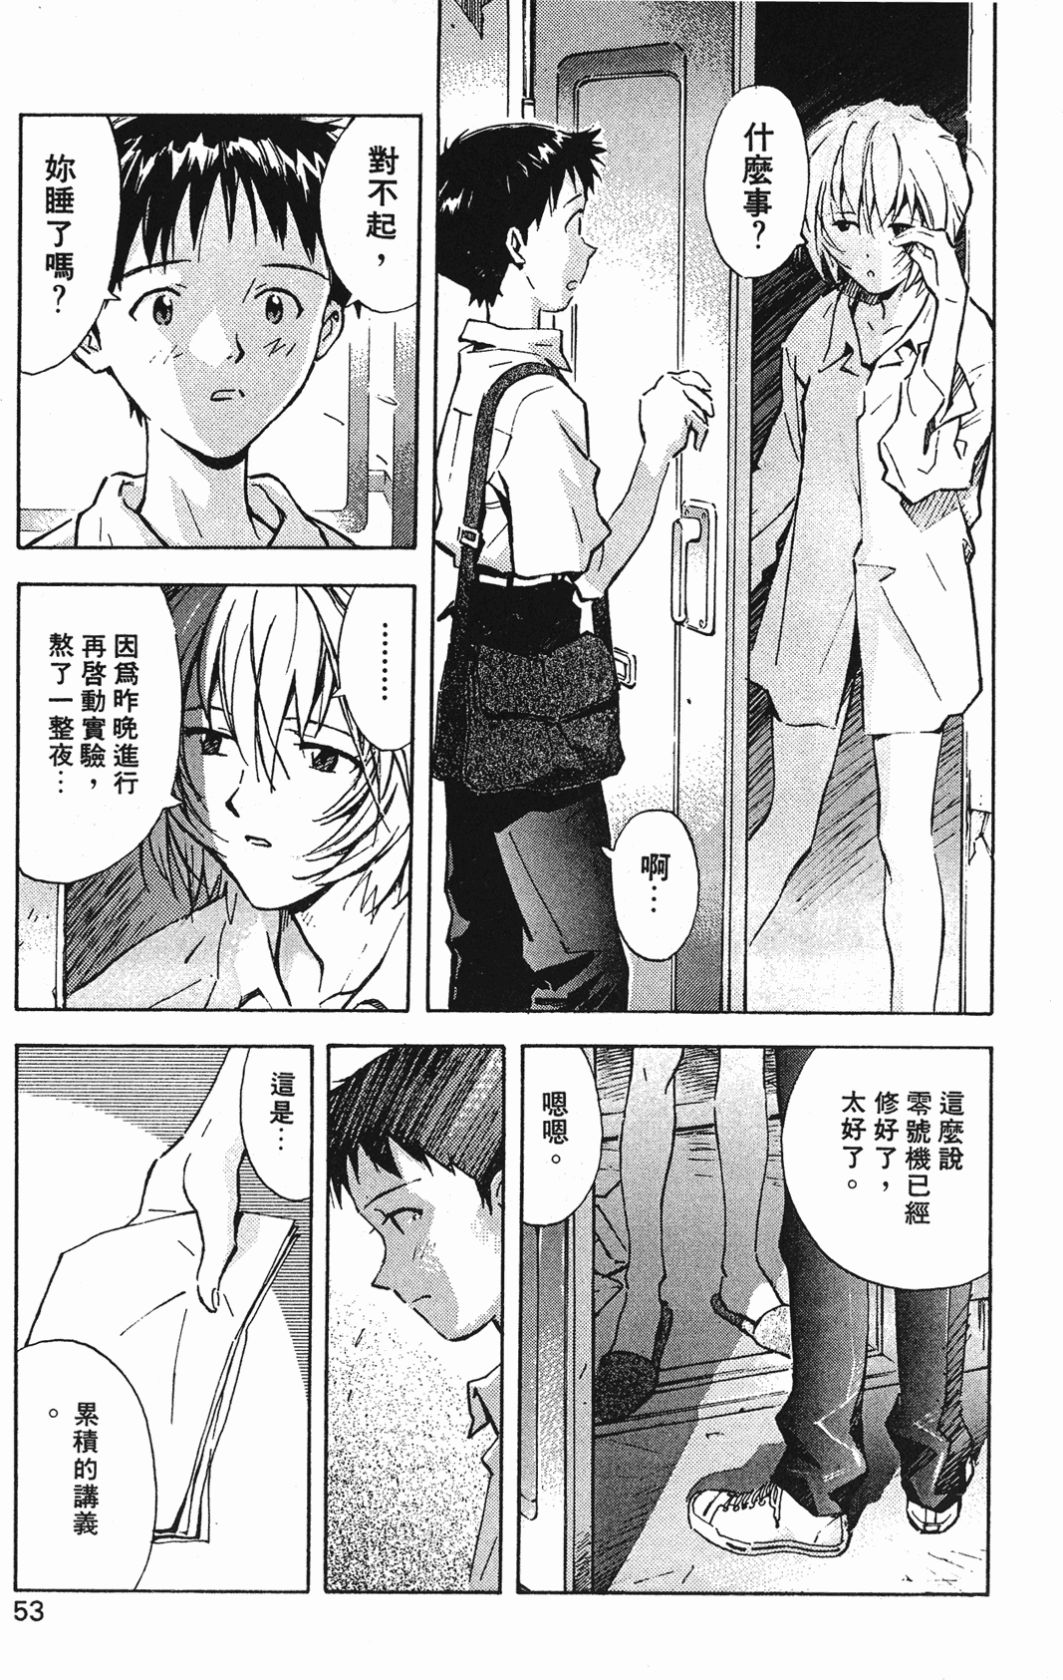 什麼事？
啊…
對不起，
妳睡了嗎？
………
因爲昨晚進行
再啓動實驗，
熬了一整夜…
這麼說
零號機已經
修好了，
太好了。
嗯嗯。
這是…
累積的講義
。
53